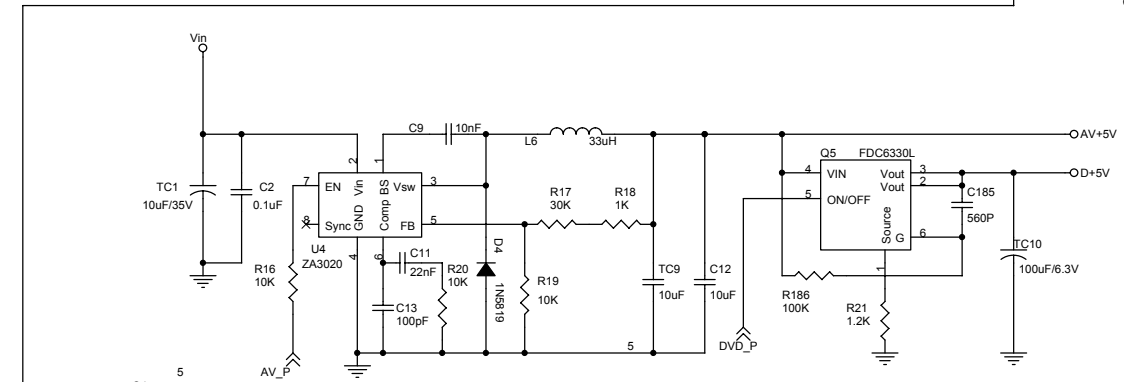 Vin
C9
10nF
L6
33uH
AV+5V
Q5
FDC6330L
2
1
TC1
10uF/35V
C2
0.1uF
7
EN
Vin
BS
Vsw
3
8
Sync
GND
Comp
FB
5
U4
ZA3020
4
6
R16
10K
AV_P
C11
22nF
R20
10K
C13
100pF
D4
1N5819
R17
30K
R18
1K
R19
10K
TC9
10uF
C12
10uF
5
4
VIN
Vout
3
Vout
2
5
ON/OFF
Source
G
6
1
D+5V
C185
560P
TC10
100uF/6.3V
R186
100K
R21
1.2K
DVD_P
5